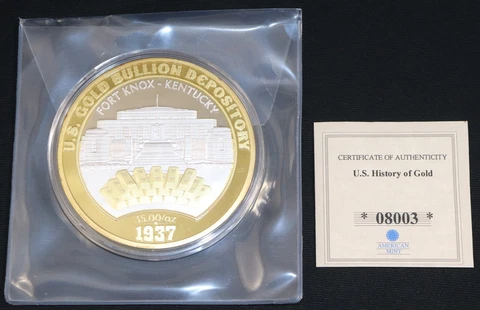 U.S. GOLD BULLION DEPOSITORY
FORT KNOX - KENTUCKY
35.00/oz
1937
CERTIFICATE OF AUTHENTICITY
U.S. History of Gold
* 08003 *
AMERICAN
MINT